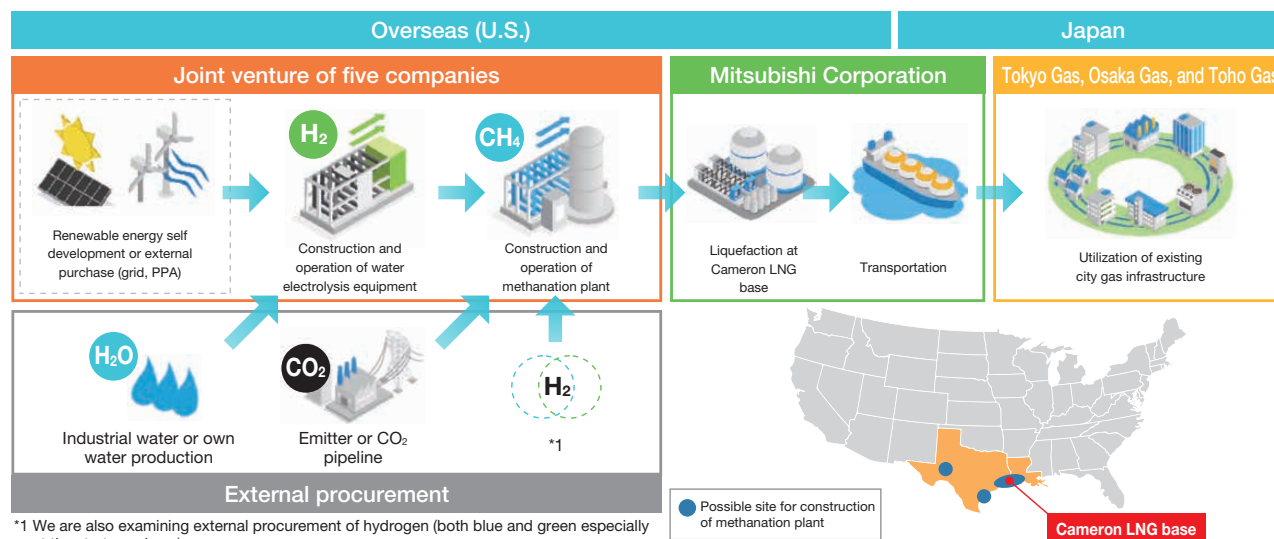 Overseas (U.S.)
Japan
Joint venture of five companies
Mitsubishi Corporation
Tokyo Gas, Osaka Gas, and Toho Gas
H₂
CH₄
Renewable energy self
development or external
purchase (grid, PPA)
Construction and
operation of water
electrolysis equipment
Construction and
operation of
methanation plant
Liquefaction at
Cameron LNG
base
Transportation
Utilization of existing
city gas infrastructure
H₂O
CO₂
H₂
Industrial water or own
water production
Emitter or CO₂
pipeline
*1
External procurement
Possible site for construction
of methanation plant
Cameron LNG base
*1 We are also examining external procurement of hydrogen (both blue and green especially